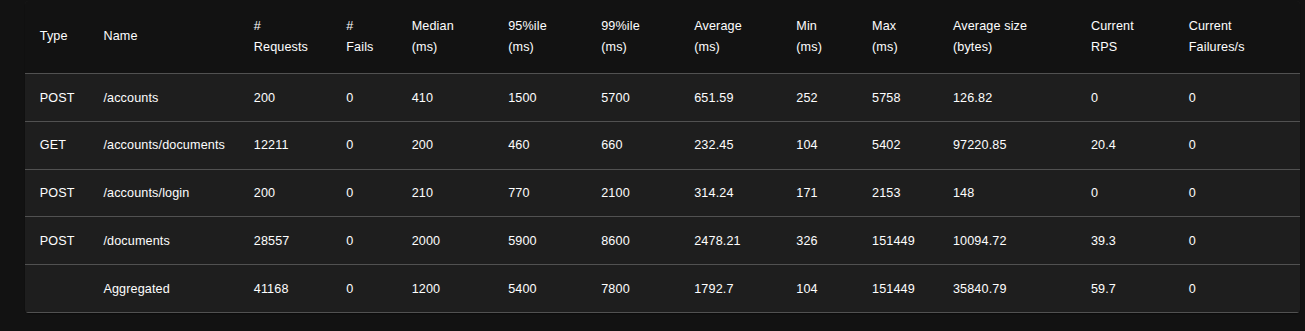 Type Name # Requests # Fails Median (ms) 95%ile (ms) 99%ile (ms) Average (ms) Min (ms) Max (ms) Average size (bytes) Current RPS Current Failures/s
POST /accounts 200 0 410 1500 5700 651.59 252 5758 126.82 0 0
GET /accounts/documents 12211 0 200 460 660 232.45 104 5402 97220.85 20.4 0
POST /accounts/login 200 0 210 770 2100 314.24 171 2153 148 0 0
POST /documents 28557 0 2000 5900 8600 2478.21 326 151449 10094.72 39.3 0
Aggregated 41168 0 1200 5400 7800 1792.7 104 151449 35840.79 59.7 0